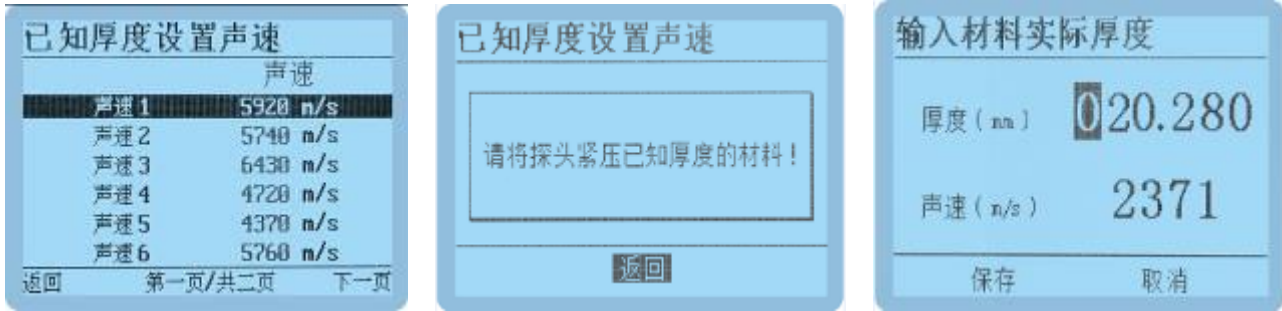 已知厚度设置声速
声速
声速1 5920 m/s
声速2 5740 m/s
声速3 6430 m/s
声速4 4720 m/s
声速5 4370 m/s
声速6 5760 m/s
返回 第一页/共二页 下一页
已知厚度设置声速
请将探头紧压已知厚度的材料！
返回
输入材料实际厚度
厚度(mm) 020.280
声速(m/s) 2371
保存 取消